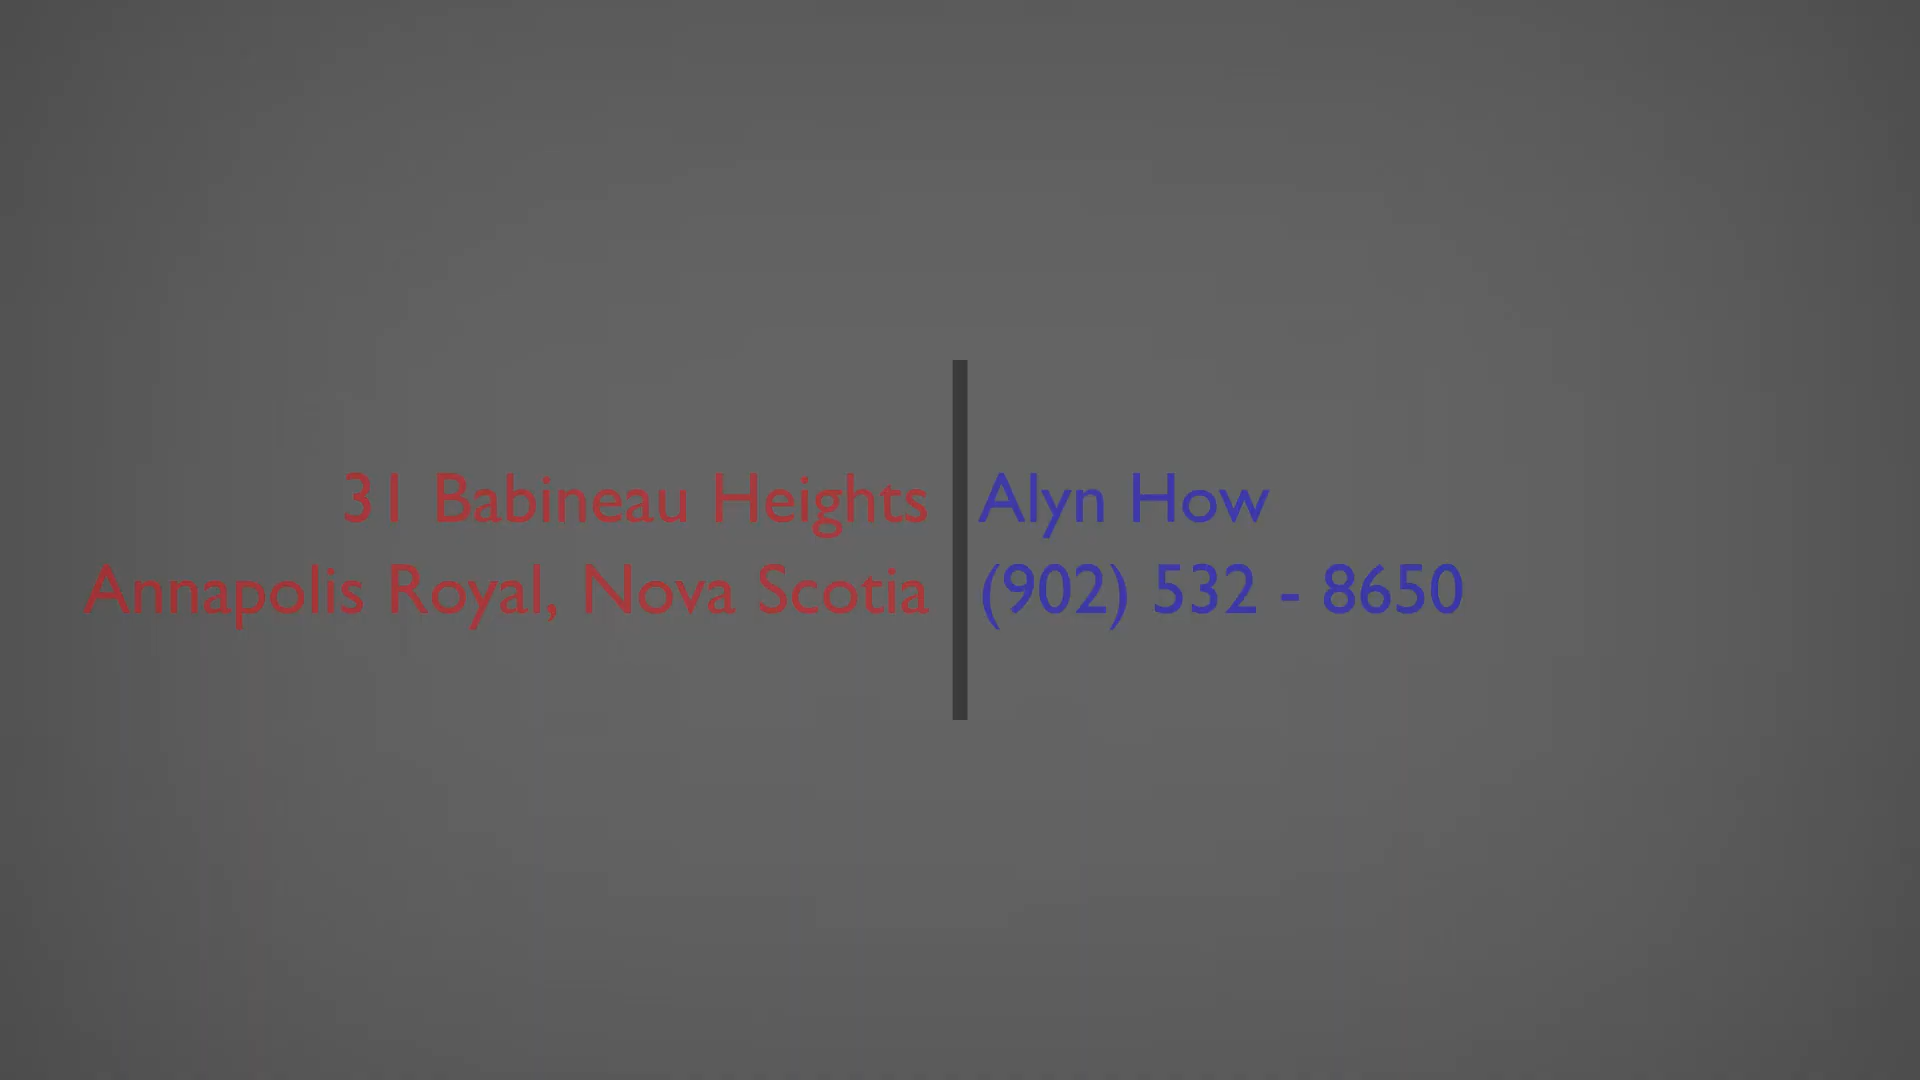 31 Babineau Heights
Annapolis Royal, Nova Scotia
Alyn How
(902) 532 - 8650